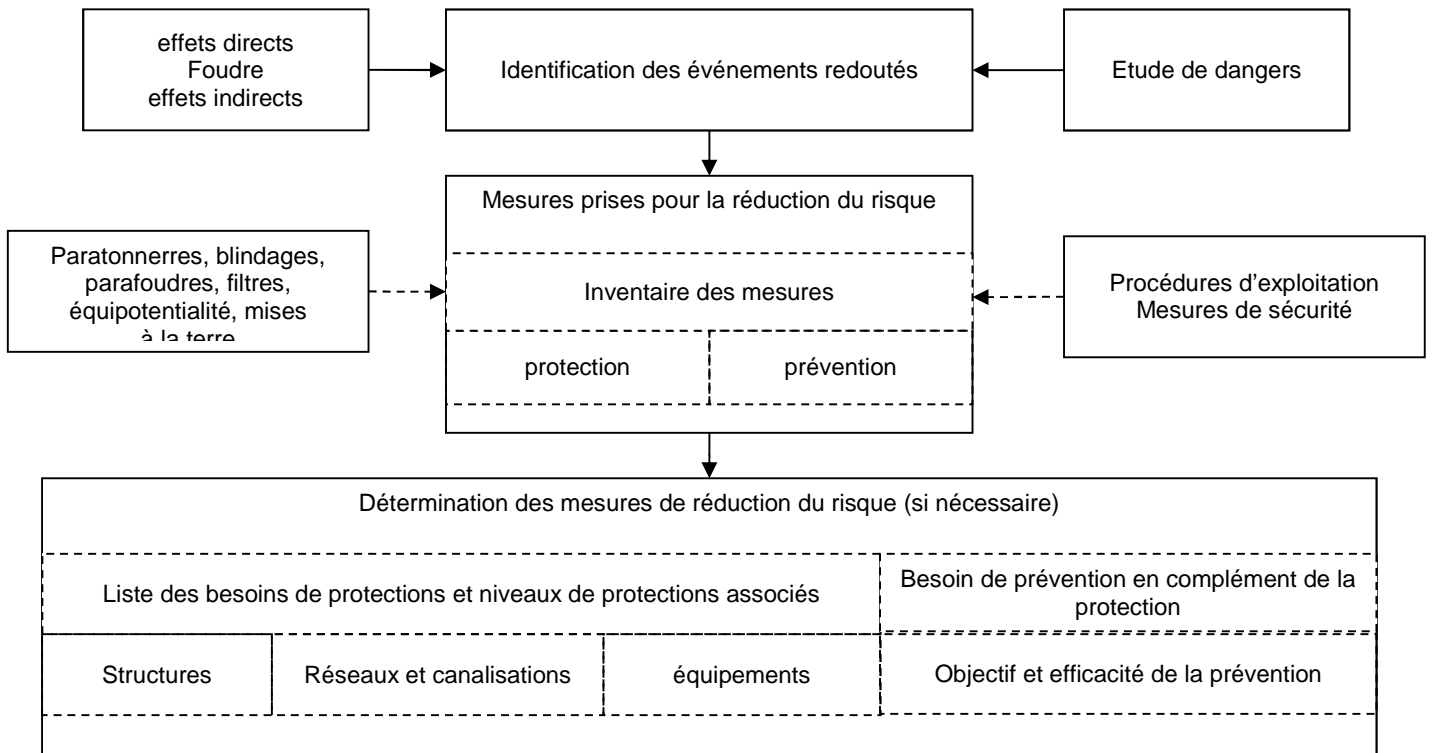 effets directs
Foudre
effets indirects
Identification des événements redoutés
Etude de dangers
Mesures prises pour la réduction du risque
Paratonnerres, blindages,
parafoudres, filtres,
équipotentialité, mises
à la terre
Inventaire des mesures
Procédures d'exploitation
Mesures de sécurité
protection
prévention
Détermination des mesures de réduction du risque (si nécessaire)
Liste des besoins de protections et niveaux de protections associés
Besoin de prévention en complément de la
protection
Structures
Réseaux et canalisations
équipements
Objectif et efficacité de la prévention